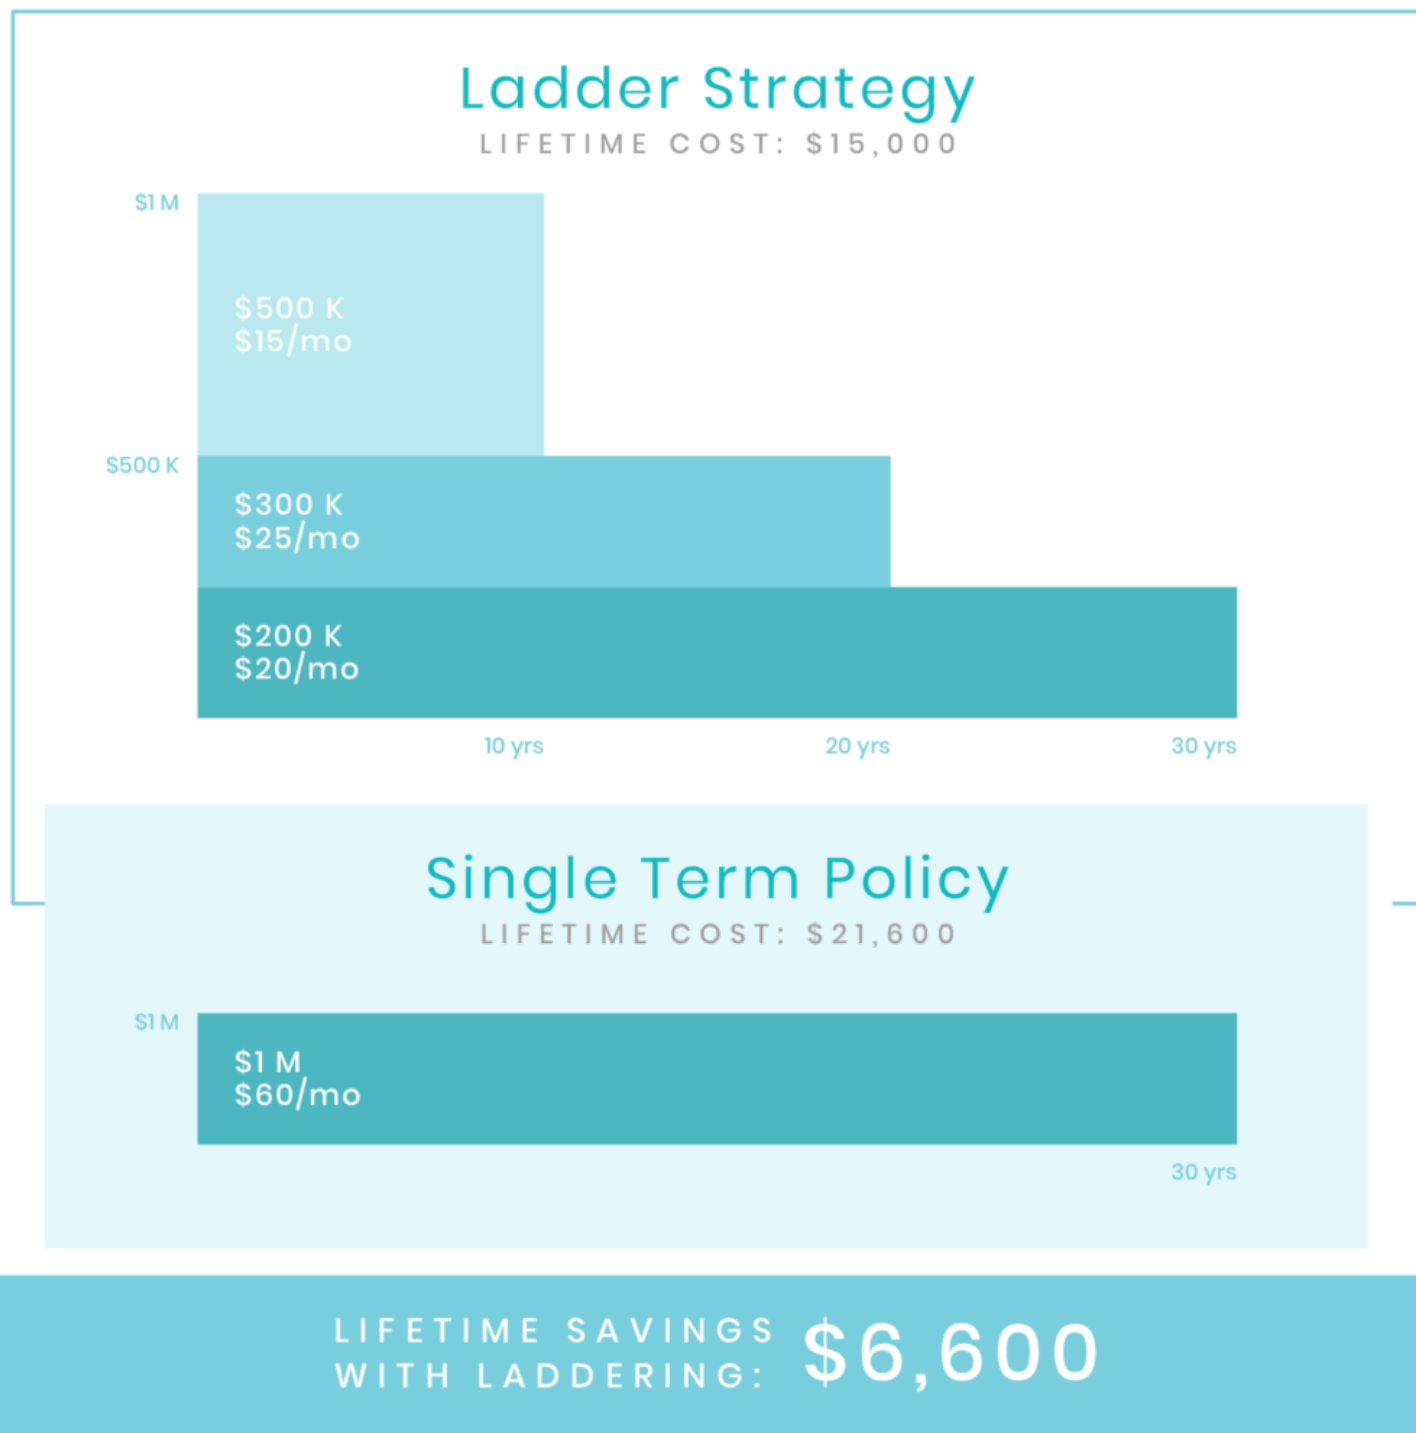 Ladder Strategy
LIFETIME COST: $15,000
$1 M
$500 K
$15/mo
$500 K
$300 K
$25/mo
$200 K
$20/mo
10 yrs
20 yrs
30 yrs
Single Term Policy
LIFETIME COST: $21,600
$1 M
$1 M
$60/mo
30 yrs
LIFETIME SAVINGS
WITH LADDERING:
$6,600